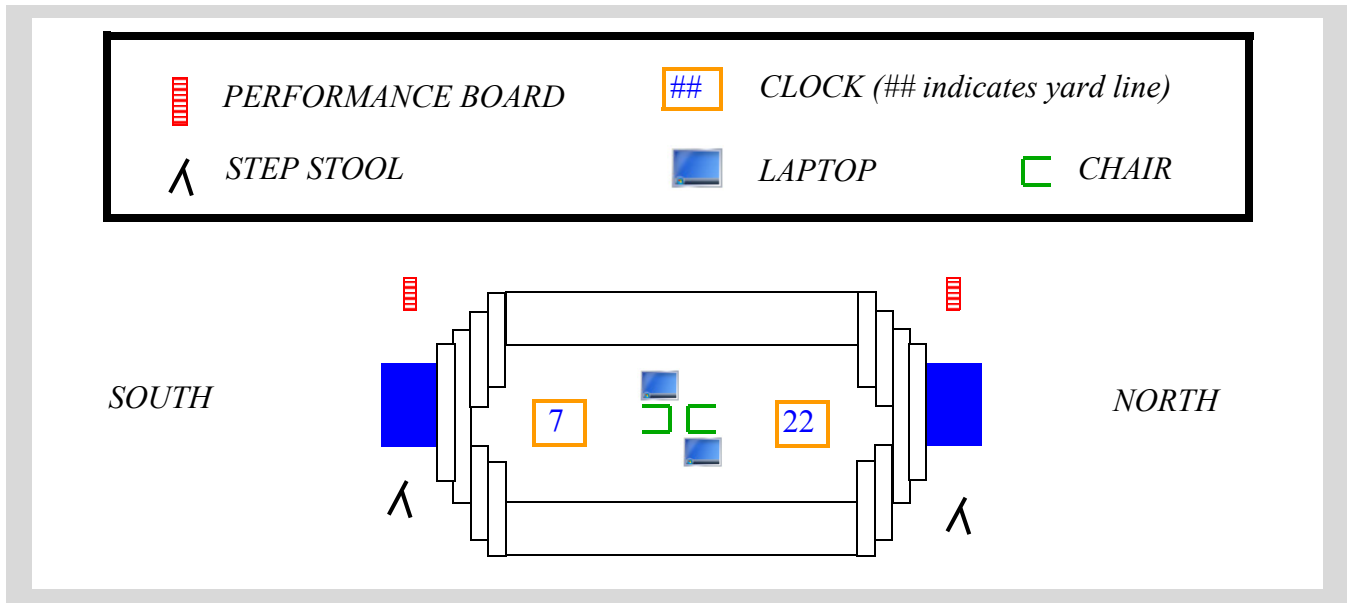 PERFORMANCE BOARD
## CLOCK (## indicates yard line)
STEP STOOL
LAPTOP
CHAIR
SOUTH
7
22
NORTH